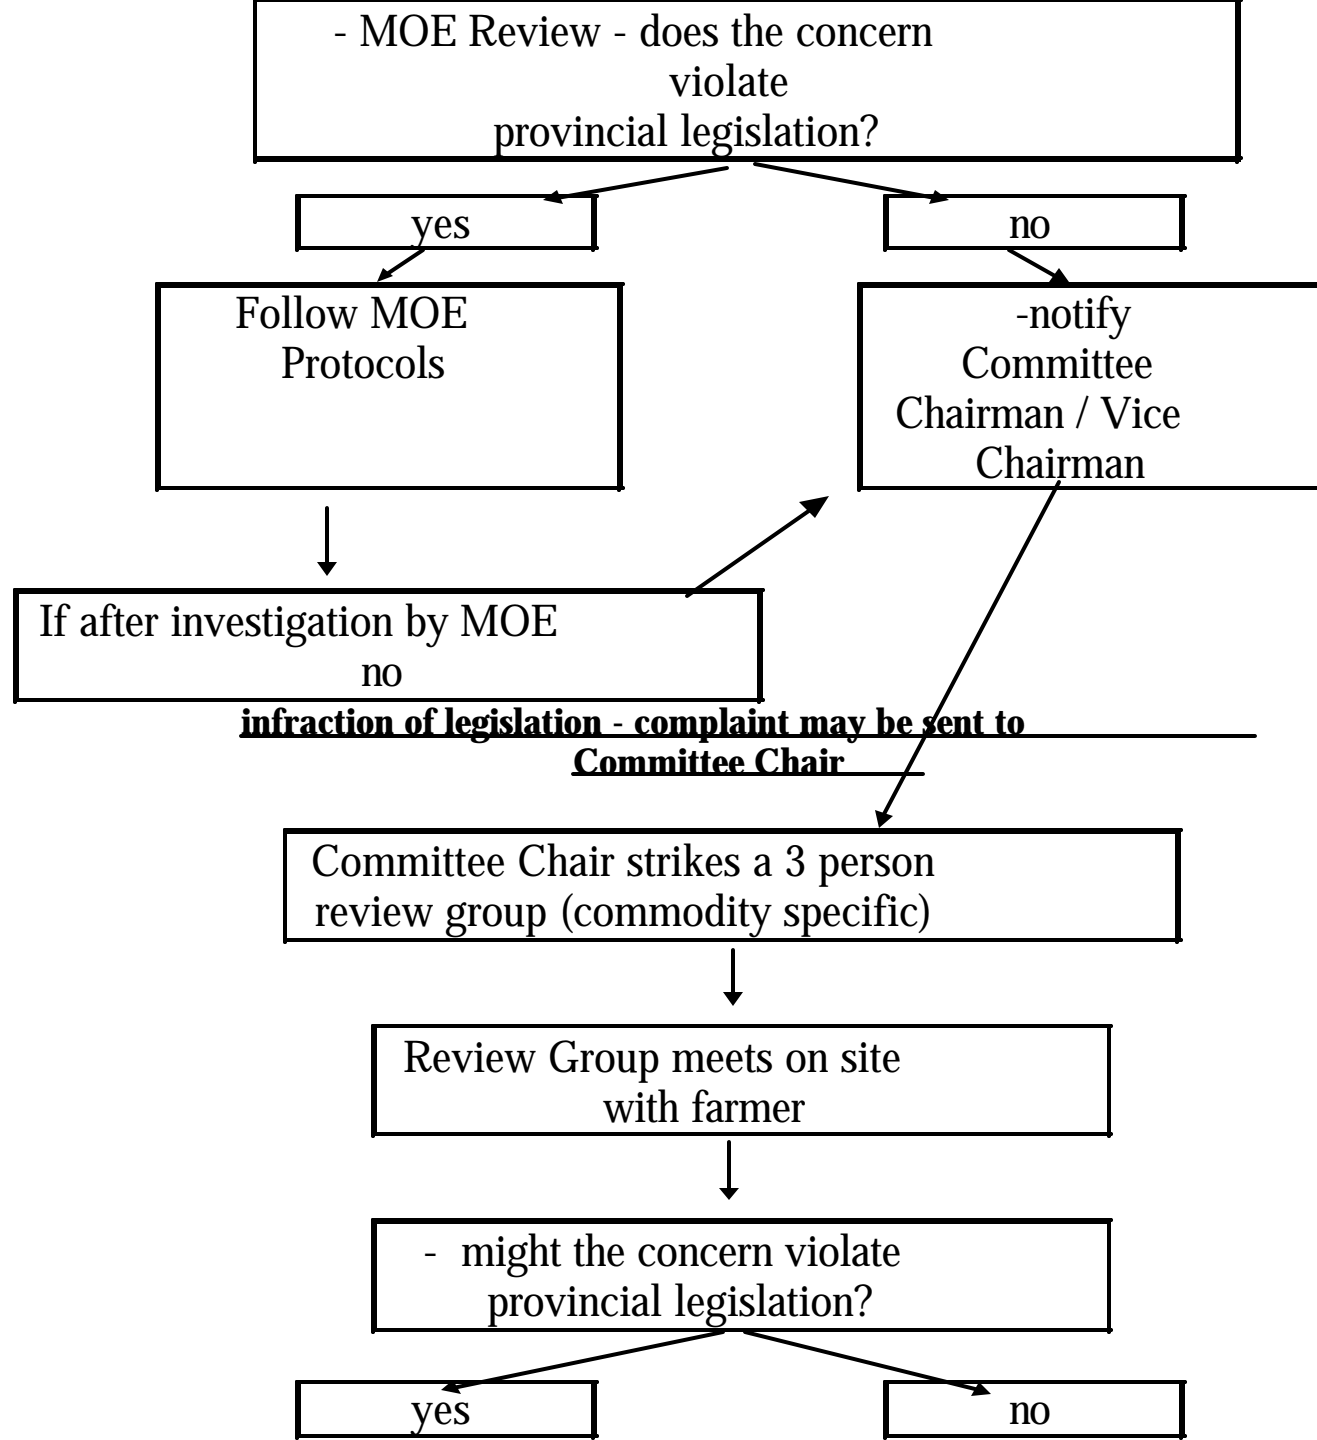 - MOE Review - does the concern
violate
provincial legislation?
yes
no
Follow MOE
Protocols
-notify
Committee
Chairman / Vice
Chairman
If after investigation by MOE
no
infraction of legislation - complaint may be sent to
Committee Chair
Committee Chair strikes a 3 person
review group (commodity specific)
Review Group meets on site
with farmer
- might the concern violate
provincial legislation?
yes
no